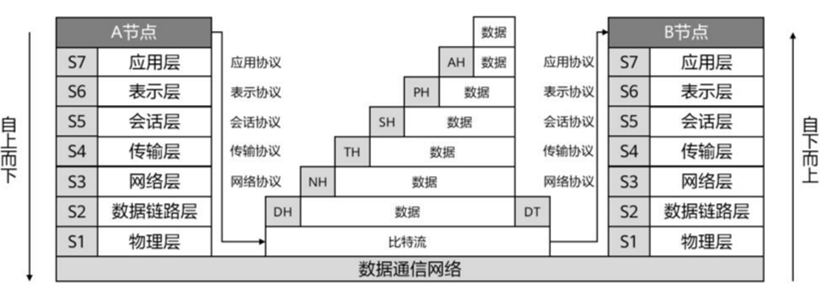 A节点
数据
B节点
S7 应用层 应用协议 AH 数据 应用协议 S7 应用层
S6 表示层 表示协议 PH 数据 表示协议 S6 表示层
S5 会话层 会话协议 SH 数据 会话协议 S5 会话层
S4 传输层 传输协议 TH 数据 传输协议 S4 传输层
S3 网络层 网络协议 NH 数据 网络协议 S3 网络层
S2 数据链路层 DH 数据 DT S2 数据链路层
S1 物理层 比特流 S1 物理层
数据通信网络
自上而下
自下而上